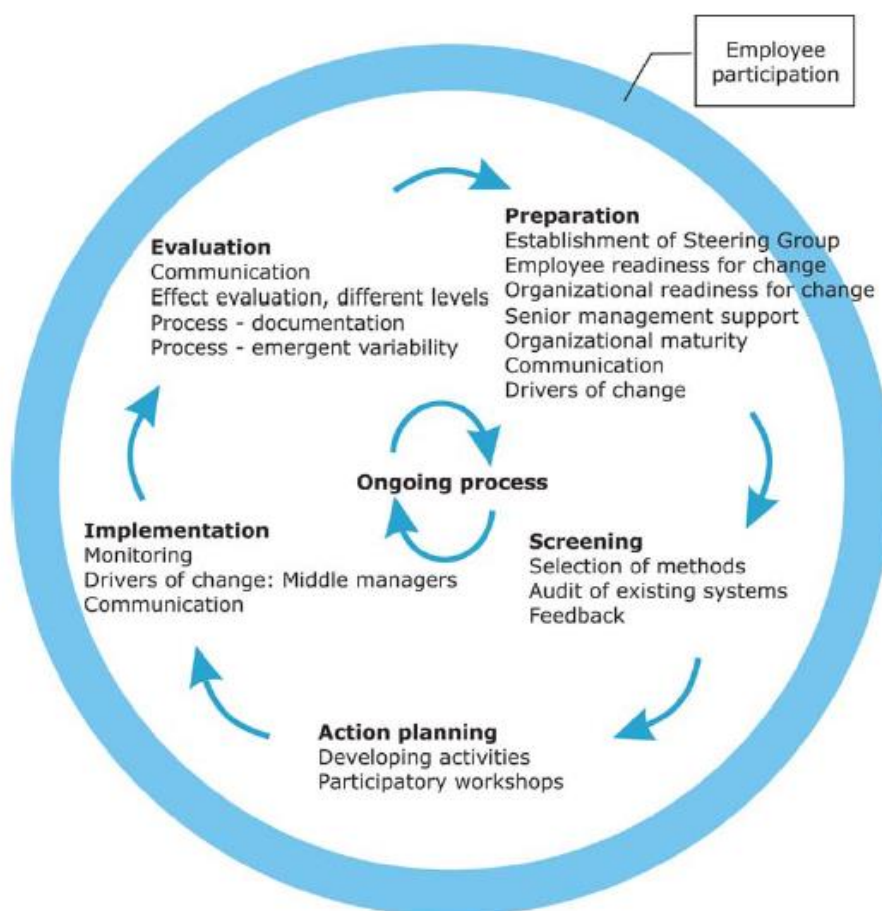 Employee
participation
Preparation
Establishment of Steering Group
Employee readiness for change
Organizational readiness for change
Senior management support
Organizational maturity
Communication
Drivers of change
Evaluation
Communication
Effect evaluation, different levels
Process - documentation
Process - emergent variability
Ongoing process
Implementation
Monitoring
Drivers of change: Middle managers
Communication
Screening
Selection of methods
Audit of existing systems
Feedback
Action planning
Developing activities
Participatory workshops